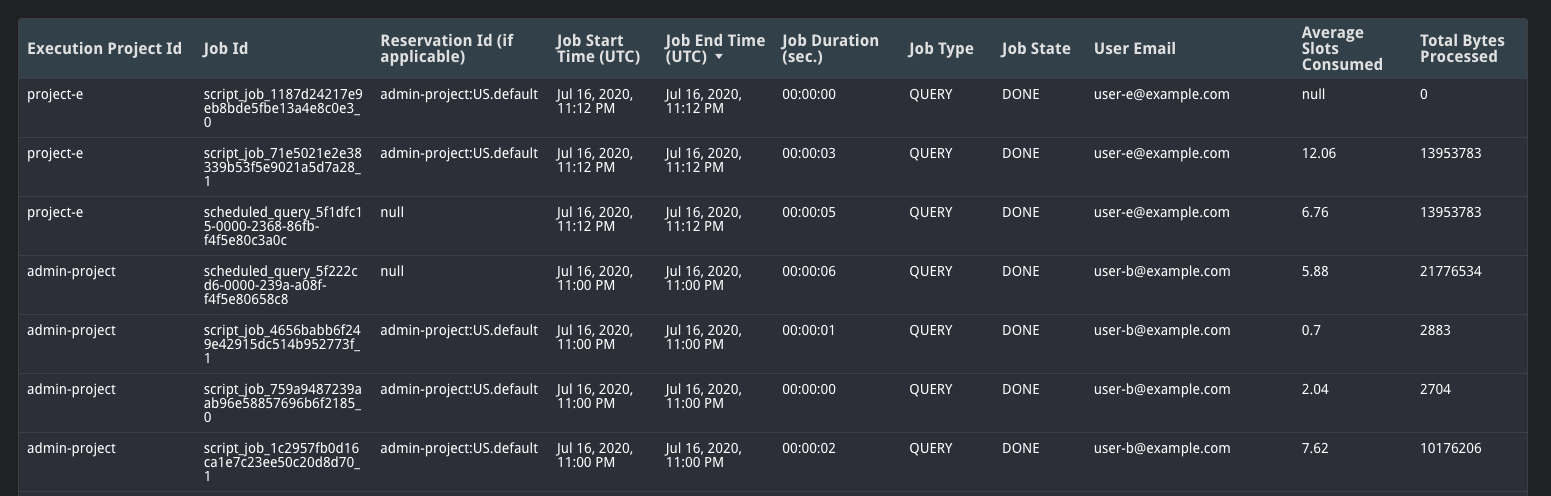 Execution Project Id Job Id Reservation Id (if applicable) Job Start Time (UTC) Job End Time (UTC) Job Duration (sec.) Job Type Job State User Email Average Slots Consumed Total Bytes Processed
project-e script_job_1187d24217e9eb8bde5fbe13a4e8c0e3_0 admin-project:US.default Jul 16, 2020, 11:12 PM Jul 16, 2020, 11:12 PM 00:00:00 QUERY DONE user-e@example.com null 0
project-e script_job_71e5021e2e38339b53f5e9021a5d7a28_1 admin-project:US.default Jul 16, 2020, 11:12 PM Jul 16, 2020, 11:12 PM 00:00:03 QUERY DONE user-e@example.com 12.06 13953783
project-e scheduled_query_5f1dfc15-0000-2368-86fb-f4f5e80c3a0c null Jul 16, 2020, 11:12 PM Jul 16, 2020, 11:12 PM 00:00:05 QUERY DONE user-e@example.com 6.76 13953783
admin-project scheduled_query_5f222cd6-0000-239a-a08f-f4f5e80658c8 null Jul 16, 2020, 11:00 PM Jul 16, 2020, 11:00 PM 00:00:06 QUERY DONE user-b@example.com 5.88 21776534
admin-project script_job_4656babb6f249e42915dc514b952773f_1 admin-project:US.default Jul 16, 2020, 11:00 PM Jul 16, 2020, 11:00 PM 00:00:01 QUERY DONE user-b@example.com 0.7 2883
admin-project script_job_759a9487239aab96e58857696b6f2185_0 admin-project:US.default Jul 16, 2020, 11:00 PM Jul 16, 2020, 11:00 PM 00:00:00 QUERY DONE user-b@example.com 2.04 2704
admin-project script_job_1c2957fb0d16ca1e7c23ee50c20d8d70_1 admin-project:US.default Jul 16, 2020, 11:00 PM Jul 16, 2020, 11:00 PM 00:00:02 QUERY DONE user-b@example.com 7.62 10176206